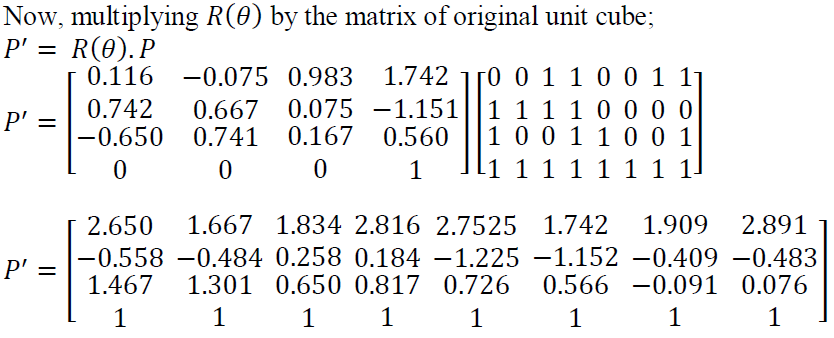 Now, multiplying R(θ) by the matrix of original unit cube;
P′ = R(θ). P
P′ = [0.116 −0.075 0.983 1.742] [0 0 1 1 0 0 1 1]
0.742 0.667 0.075 −1.151 1 1 1 1 0 0 0 0
−0.650 0.741 0.167 0.560 1 0 0 1 1 0 0 1
0 0 0 1 1 1 1 1 1 1 1 1
P′ = [2.650 1.667 1.834 2.816 2.7525 1.742 1.909 2.891]
−0.558 −0.484 0.258 0.184 −1.225 −1.152 −0.409 −0.483
1.467 1.301 0.650 0.817 0.726 0.566 −0.091 0.076
1 1 1 1 1 1 1 1